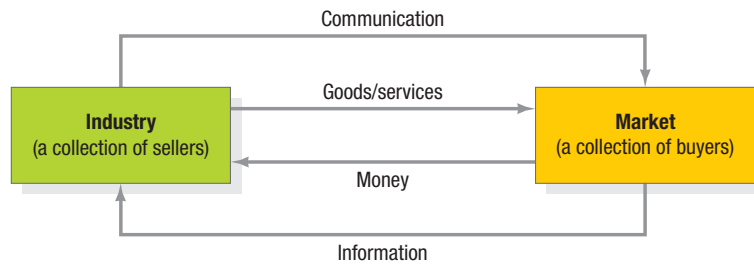 Communication
Goods/services
Industry
(a collection of sellers)
Market
(a collection of buyers)
Money
Information